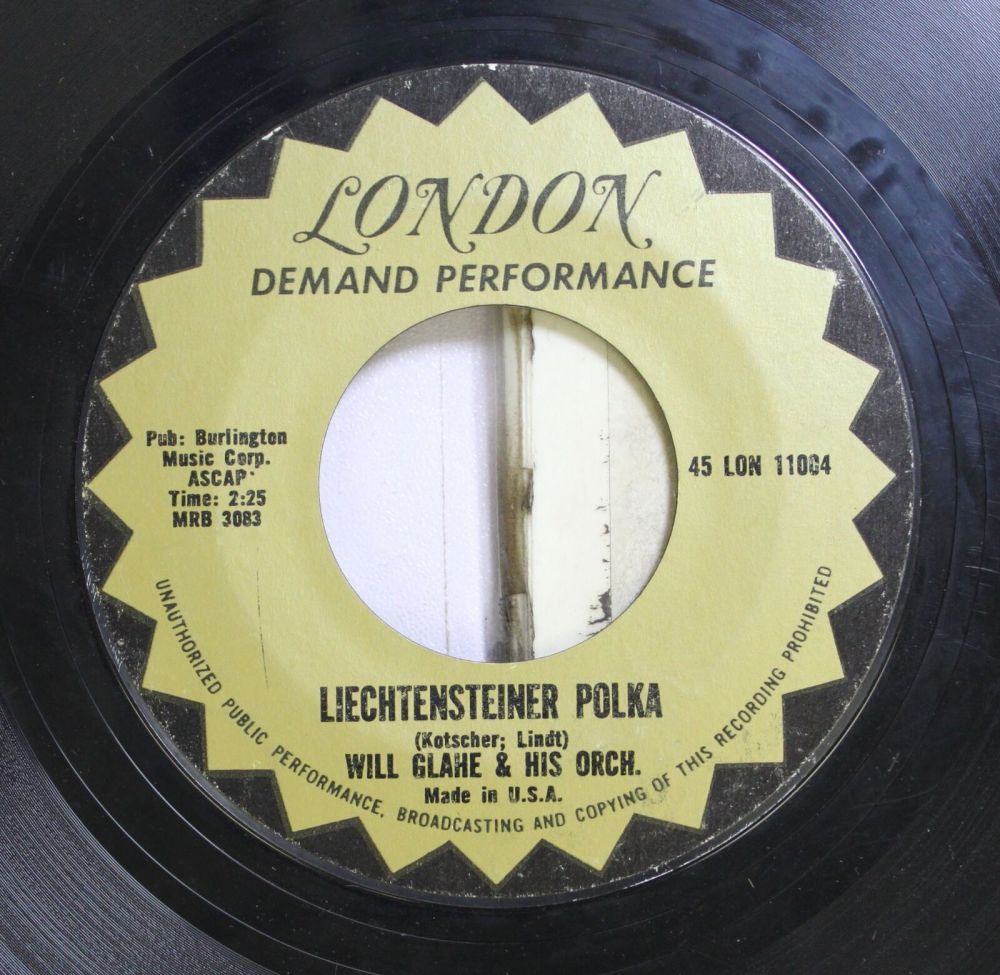 LONDON
DEMAND PERFORMANCE
Pub: Burlington
Music Corp.
ASCAP
Time: 2:25
MRB 3083
45 LON 11004
LIECHTENSTEINER POLKA
(Kotscher; Lindt)
WILL GLAHE & HIS ORCH.
Made in U.S.A.
UNAUTHORIZED PUBLIC PERFORMANCE, BROADCASTING AND COPYING OF THIS RECORDING PROHIBITED